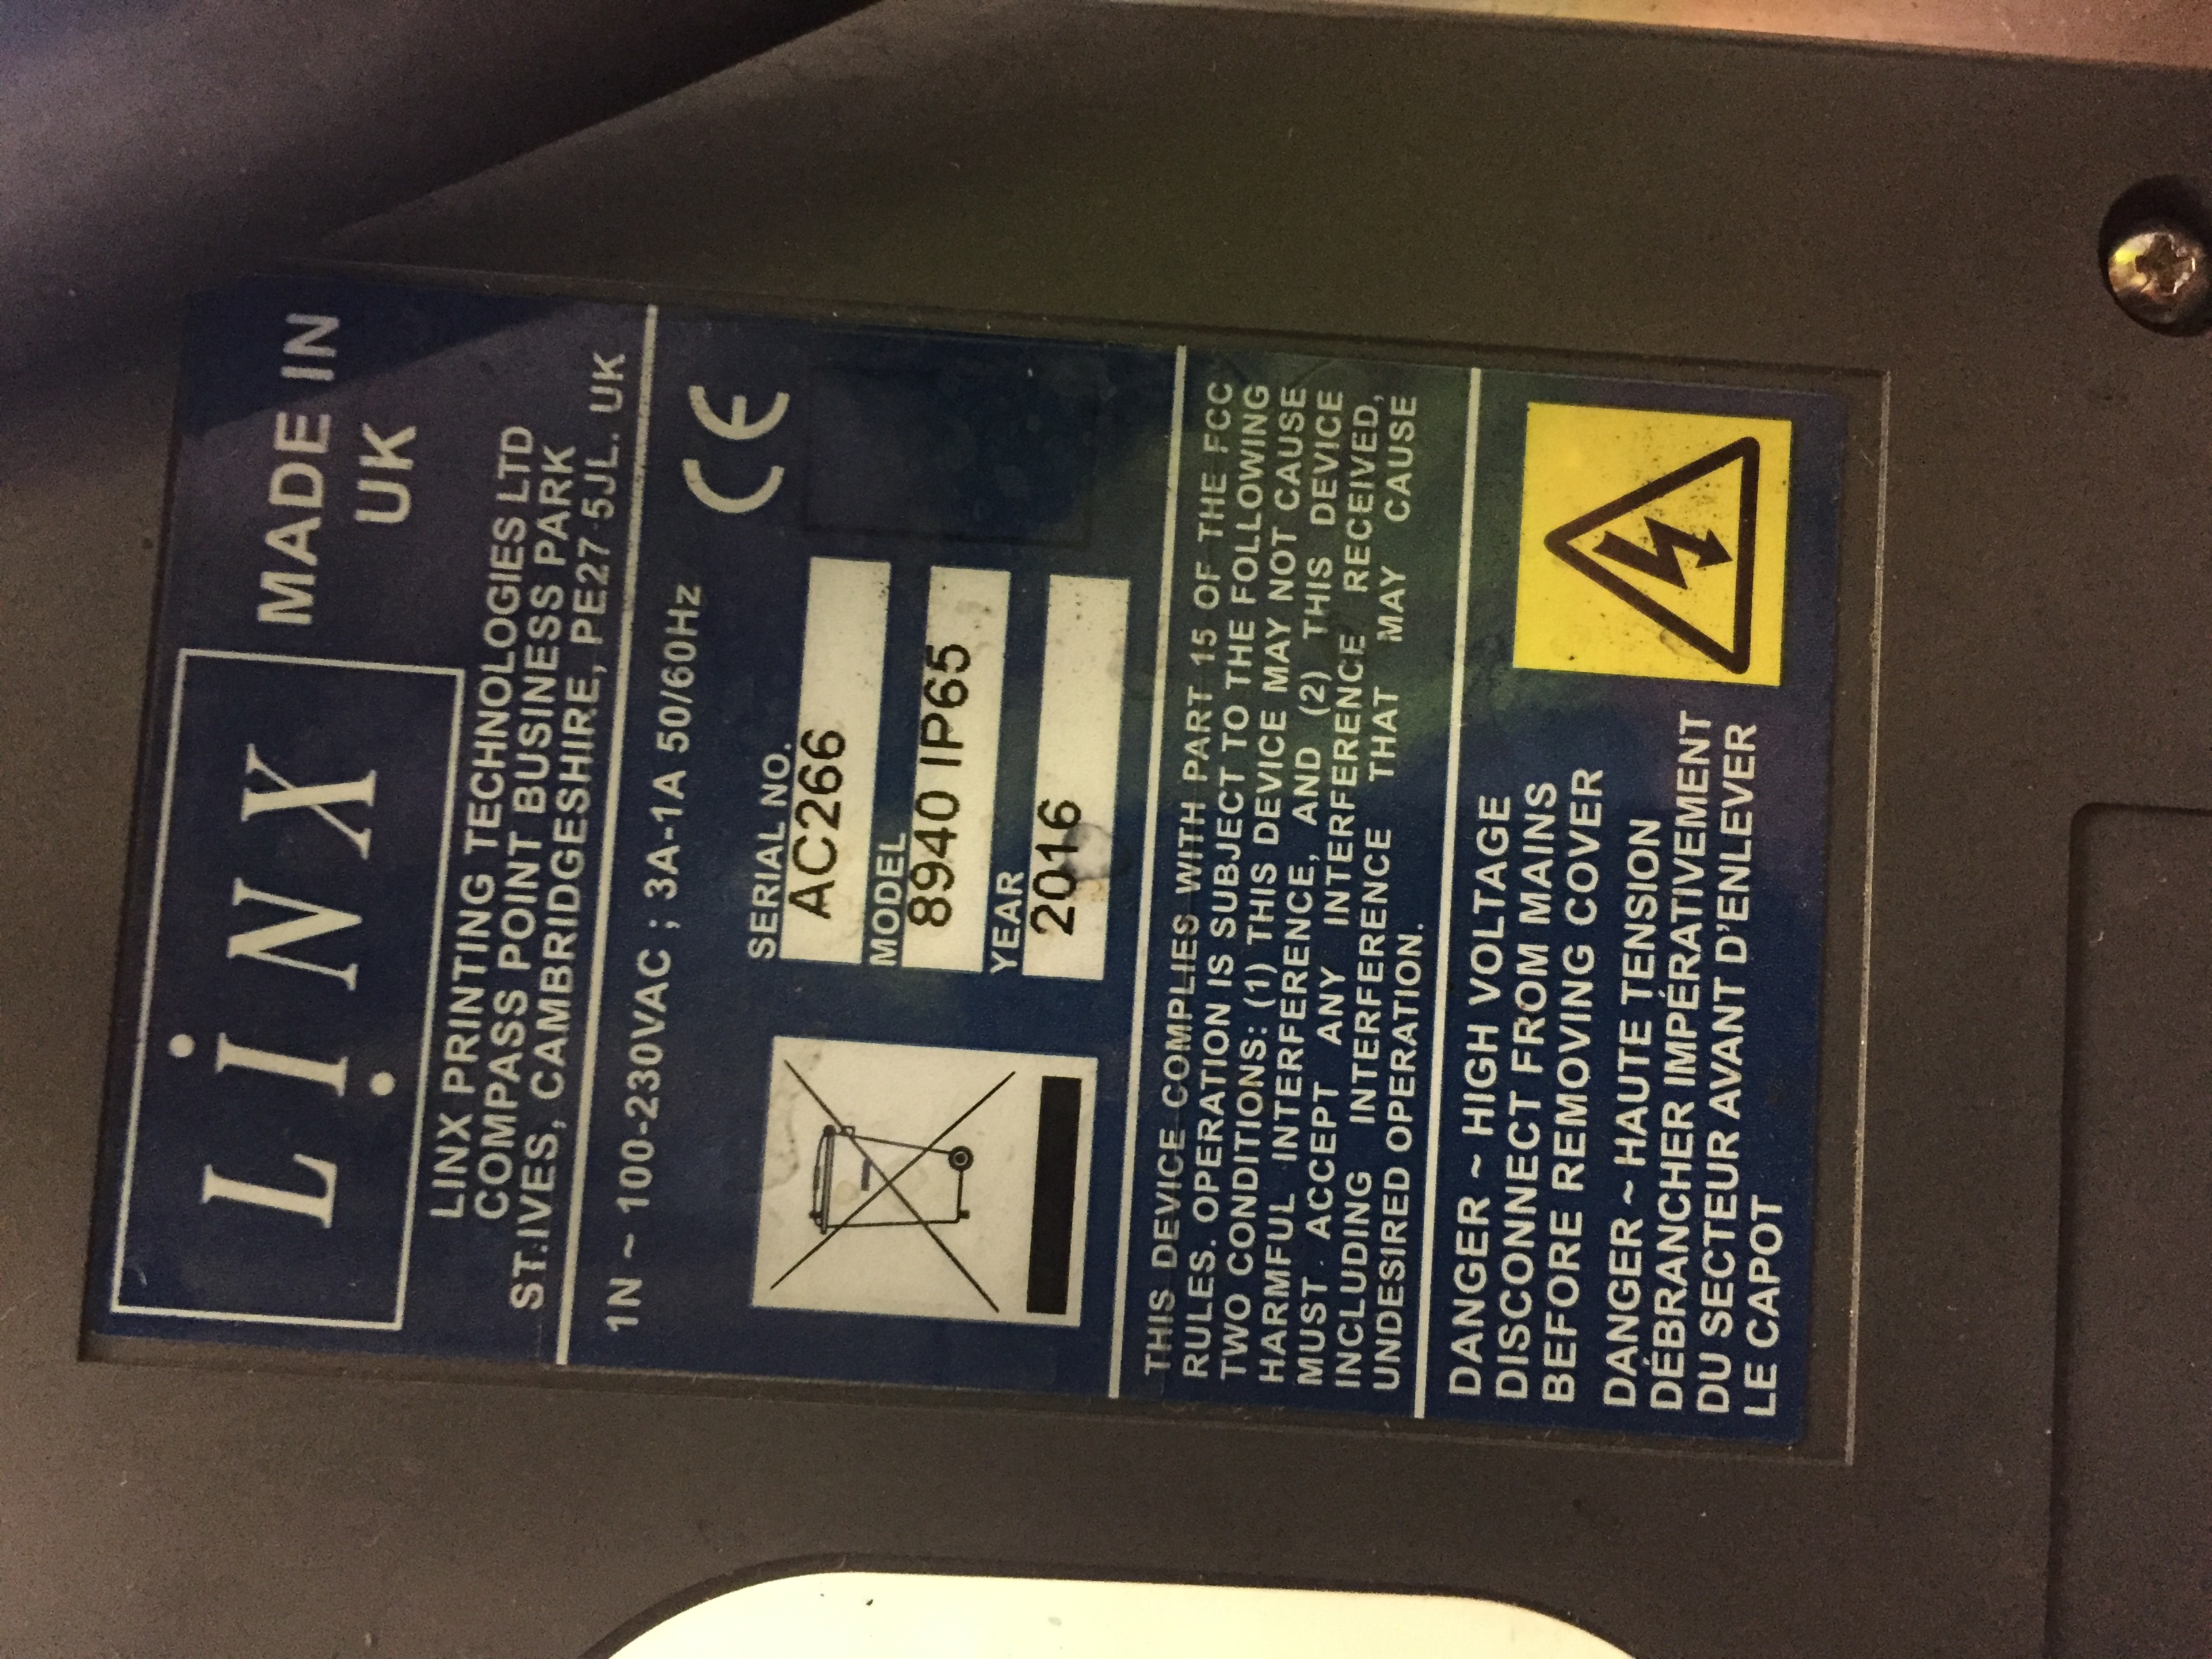 LiNX
MADE IN
UK
LINX PRINTING TECHNOLOGIES LTD
COMPASS POINT BUSINESS PARK
ST.IVES, CAMBRIDGESHIRE, PE27 5JL. UK
1N ~ 100-230VAC ; 3A-1A 50/60Hz
CE
SERIAL NO.
AC266
MODEL
8940 IP65
YEAR
2016
THIS DEVICE COMPLIES WITH PART 15 OF THE FCC
RULES. OPERATION IS SUBJECT TO THE FOLLOWING
TWO CONDITIONS: (1) THIS DEVICE MAY NOT CAUSE
HARMFUL INTERFERENCE, AND (2) THIS DEVICE
MUST ACCEPT ANY INTERFERENCE RECEIVED,
INCLUDING INTERFERENCE THAT MAY CAUSE
UNDESIRED OPERATION.
DANGER ~ HIGH VOLTAGE
DISCONNECT FROM MAINS
BEFORE REMOVING COVER
DANGER ~ HAUTE TENSION
DÉBRANCHER IMPÉRATIVEMENT
DU SECTEUR AVANT D'ENLEVER
LE CAPOT